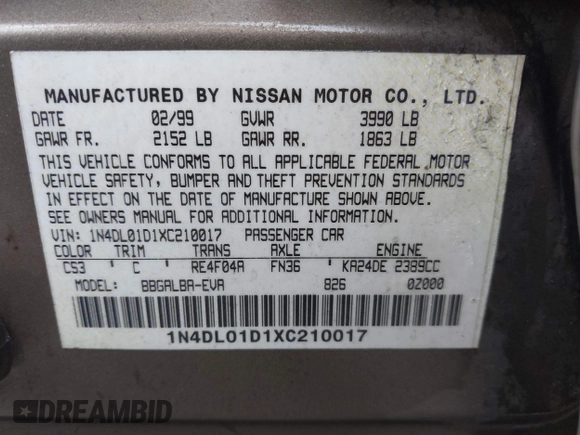 MANUFACTURED BY NISSAN MOTOR CO., LTD.
DATE 02/99 GVWR 3990 LB
GAWR FR. 2152 LB GAWR RR. 1863 LB
THIS VEHICLE CONFORMS TO ALL APPLICABLE FEDERAL MOTOR
VEHICLE SAFETY, BUMPER AND THEFT PREVENTION STANDARDS
IN EFFECT ON THE DATE OF MANUFACTURE SHOWN ABOVE.
SEE OWNERS MANUAL FOR ADDITIONAL INFORMATION.
VIN: 1N4DL01D1XC210017 PASSENGER CAR
COLOR TRIM TRANS AXLE ENGINE
CS3 C RE4F04A FN36 KA24DE 2389CC
MODEL: BBGALBA-EVA 826 0Z000
1N4DL01D1XC210017
DREAMBID